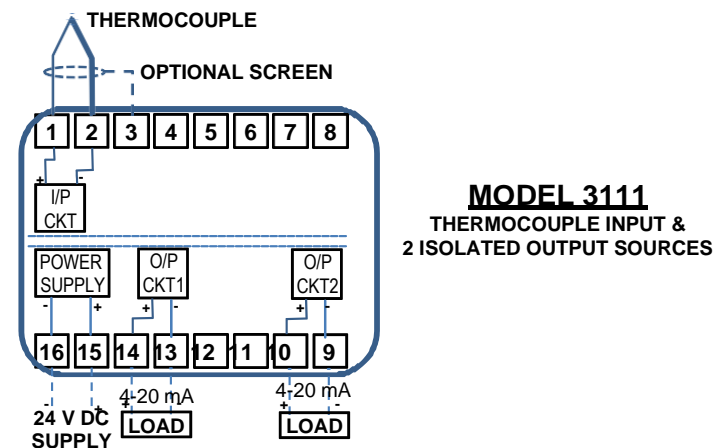 THERMOCOUPLE
OPTIONAL SCREEN
1 2 3 4 5 6 7 8
+ -
I/P
CKT
MODEL 3111
THERMOCOUPLE INPUT &
2 ISOLATED OUTPUT SOURCES
POWER
SUPPLY
O/P
CKT1
O/P
CKT2
- + + - + -
16 15 14 13 12 11 10 9
- + + 4-20 mA - 4-20 mA + -
24 V DC
SUPPLY
LOAD
LOAD